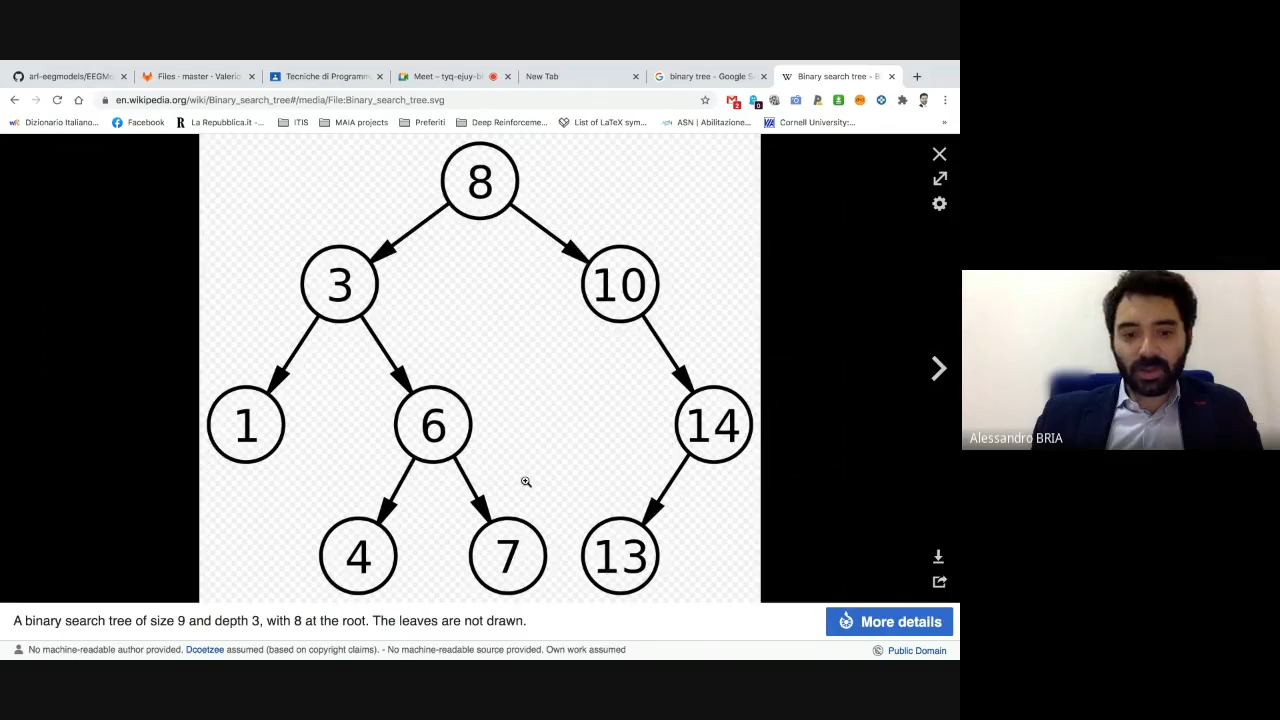 arl-eegmodels/EEGMo
Files · master · Valerio
Tecniche di Programm
Meet – tyq-ejuy-bl
New Tab
binary tree - Google S
Binary search tree - B
en.wikipedia.org/wiki/Binary_search_tree#/media/File:Binary_search_tree.svg
Dizionario Italiano...
Facebook
La Repubblica.it -...
ITIS
MAIA projects
Preferiti
Deep Reinforceme...
List of LaTeX sym...
ASN | Abilitazione...
Cornell University:...
»
8
3
10
1
6
14
4
7
13
Alessandro BRIA
A binary search tree of size 9 and depth 3, with 8 at the root. The leaves are not drawn.
More details
No machine-readable author provided. Dcoetzee assumed (based on copyright claims). - No machine-readable source provided. Own work assumed
Public Domain